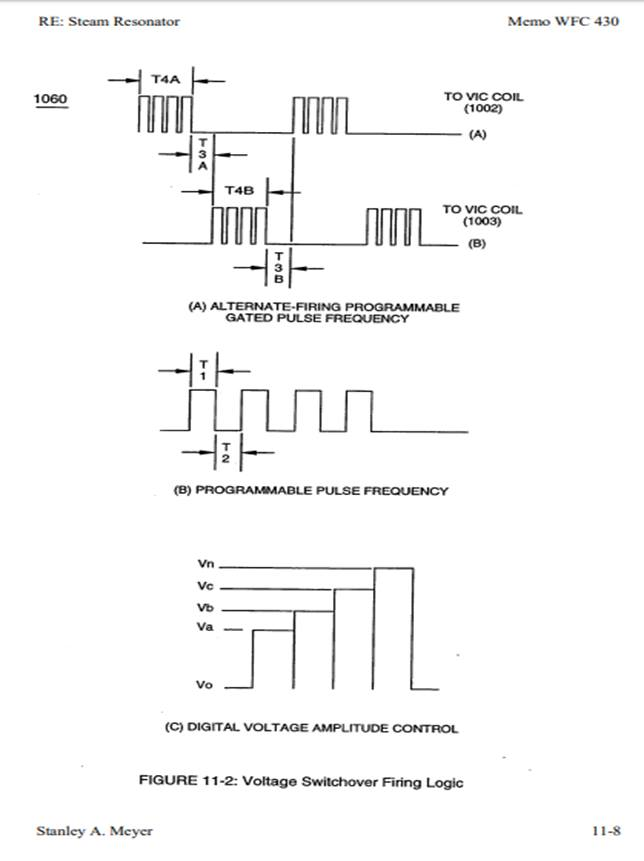 RE: Steam Resonator Memo WFC 430
T4A
1060
TO VIC COIL
(1002)
(A)
T
3
A
T4B
TO VIC COIL
(1003)
(B)
T
3
B
(A) ALTERNATE-FIRING PROGRAMMABLE
GATED PULSE FREQUENCY
T
1
T
2
(B) PROGRAMMABLE PULSE FREQUENCY
Vn
Vc
Vb
Va
Vo
(C) DIGITAL VOLTAGE AMPLITUDE CONTROL
FIGURE 11-2: Voltage Switchover Firing Logic
Stanley A. Meyer 11-8